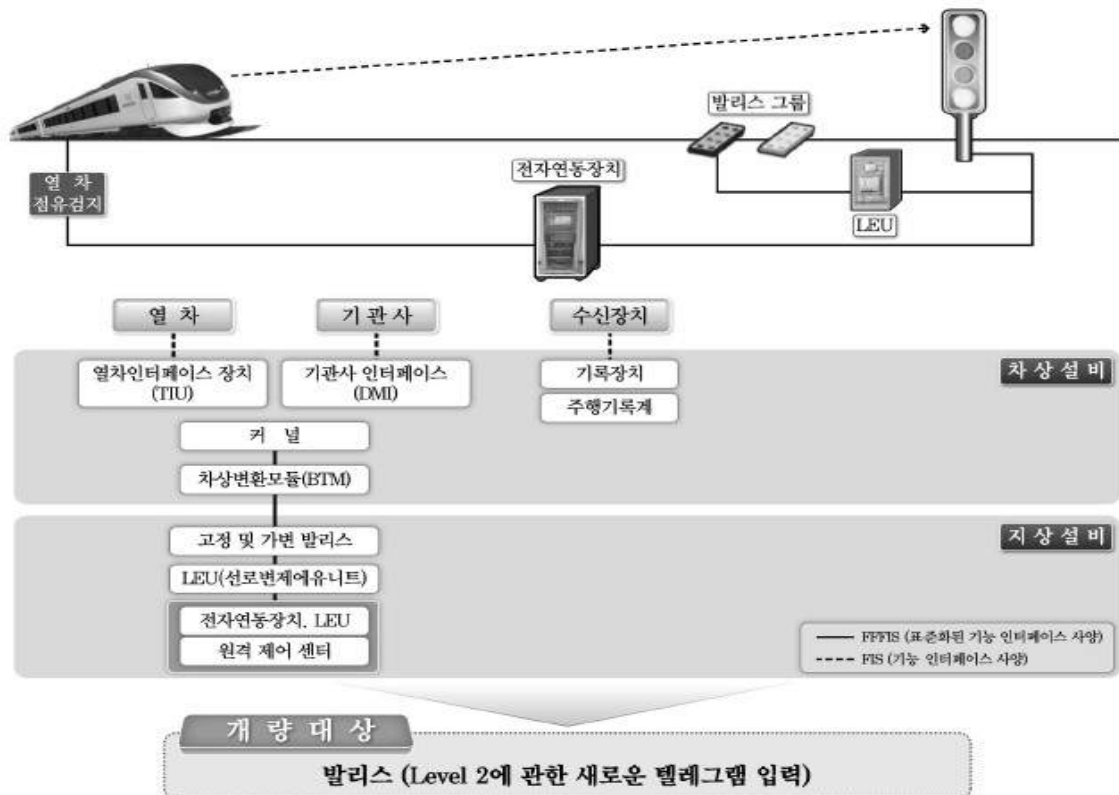 발리스 그룹
열 차
점유검지
전자연동장치
LEU
열 차
기 관 사
수신장치
차 상 설 비
열차인터페이스 장치
(TIU)
기관사 인터페이스
(DMI)
기록장치
주행기록계
커 널
차상변환모듈(BTM)
지 상 설 비
고정 및 가변 발리스
LEU(선로변제에유니트)
전자연동장치, LEU
원격 제어 센터
FFFIS (표준화된 기능 인터페이스 사양)
FIS (기능 인터페이스 사양)
개 량 대 상
발리스 (Level 2에 관한 새로운 텔레그램 입력)